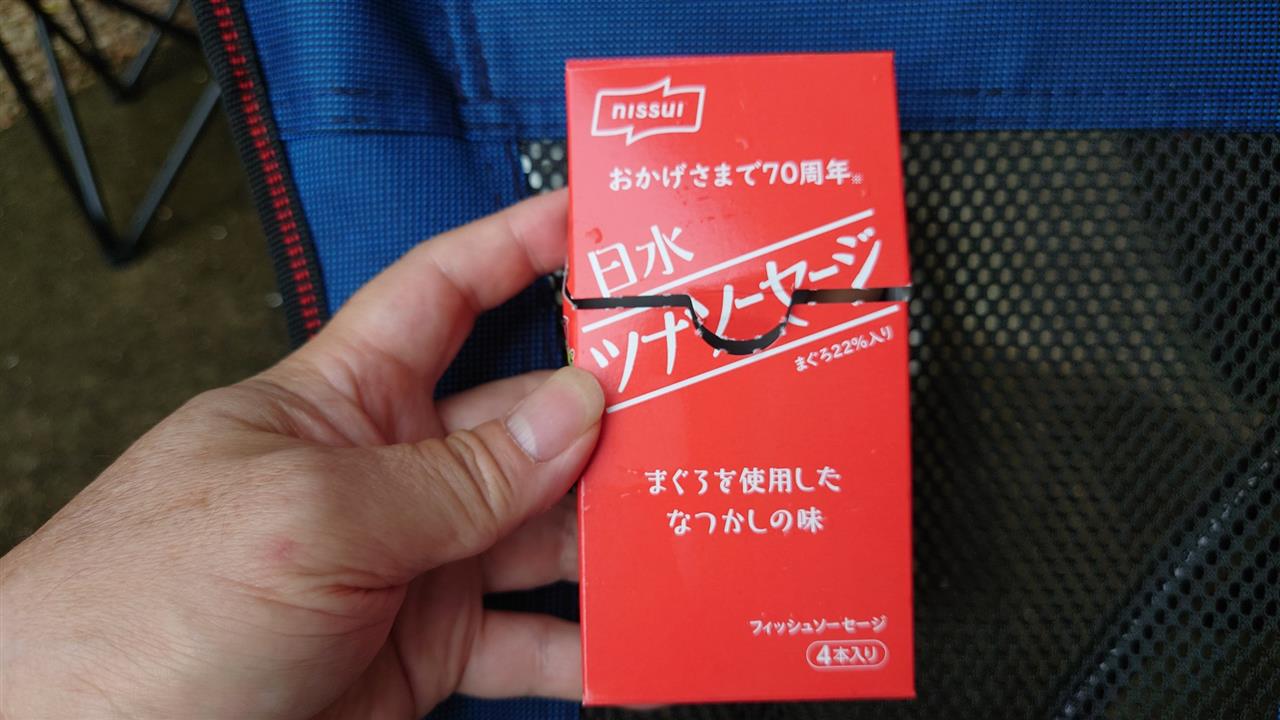 nissui
おかげさまで70周年※
日水
ツナソーセージ
まぐろ22%入り
まぐろを使用した
なつかしの味
フィッシュソーセージ
4本入り